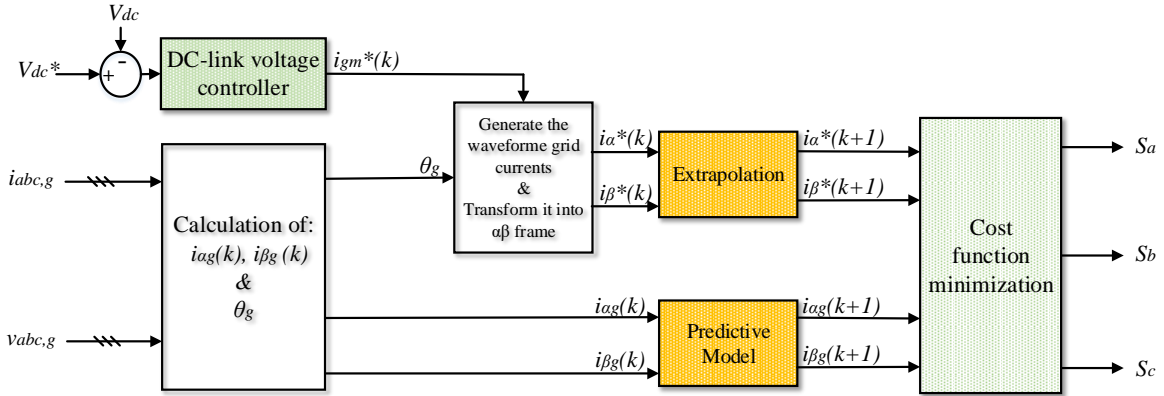 Vdc
Vdc*
-
+
DC-link voltage
controller
igm*(k)
iabc,g
vabc,g
Calculation of:
iαg(k), iβg (k)
&
θg
θg
Generate the
waveforme grid
currents
&
Transform it into
αβ frame
iα*(k)
iβ*(k)
Extrapolation
iα*(k+1)
iβ*(k+1)
iαg(k)
iβg(k)
Predictive
Model
iαg(k+1)
iβg(k+1)
Cost
function
minimization
Sa
Sb
Sc